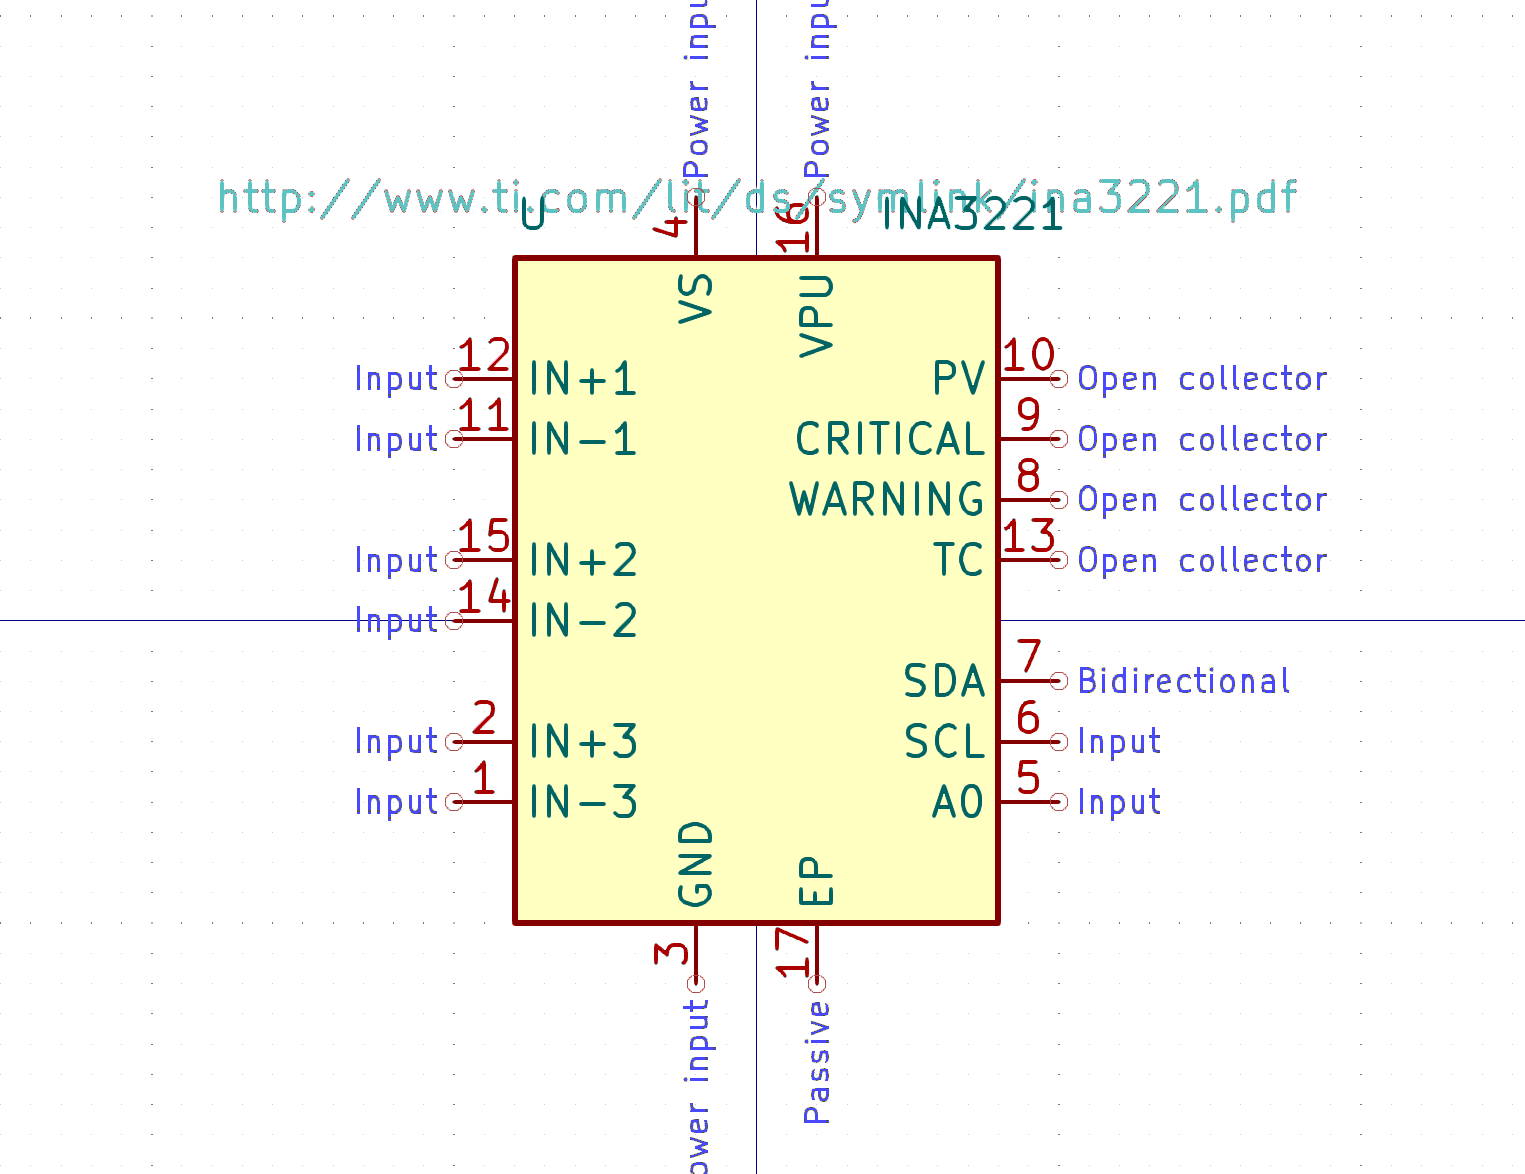 Power inpu
Power inpu
http://www.ti.com/lit/ds/symlink/ina3221.pdf
U
INA3221
4
16
VS
VPU
Input 12 IN+1
PV 10 Open collector
Input 11 IN-1
CRITICAL 9 Open collector
WARNING 8 Open collector
Input 15 IN+2
TC 13 Open collector
Input 14 IN-2
SDA 7 Bidirectional
Input 2 IN+3
SCL 6 Input
Input 1 IN-3
A0 5 Input
GND
EP
3
17
ower input
Passive